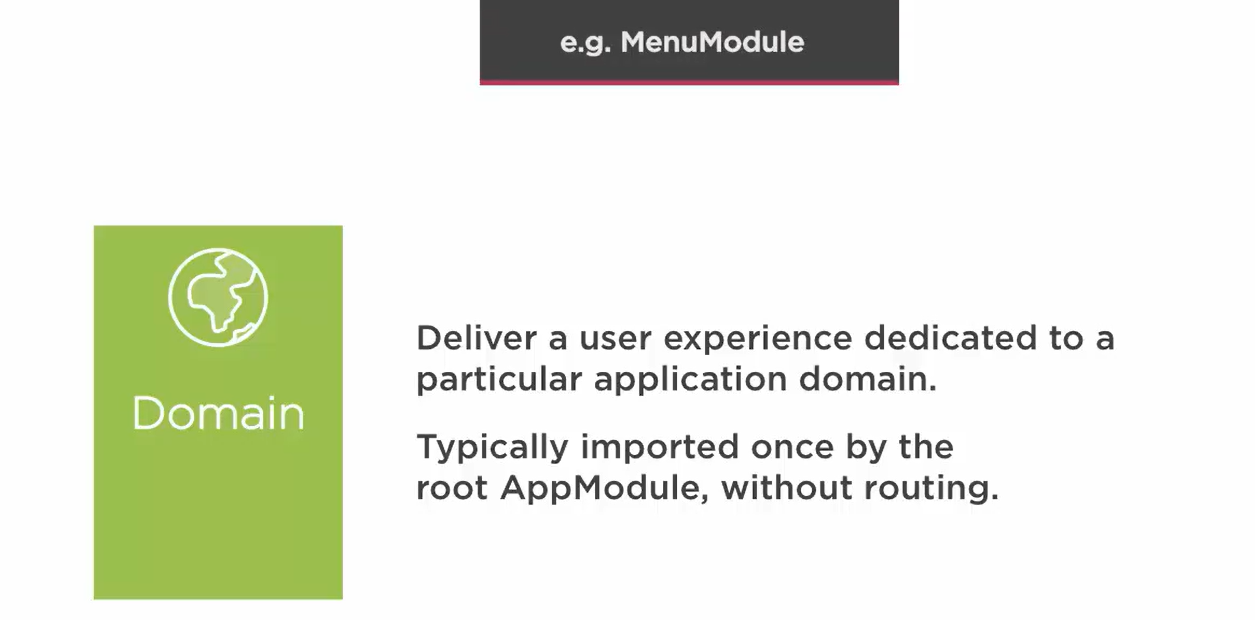 e.g. MenuModule
Domain
Deliver a user experience dedicated to a
particular application domain.
Typically imported once by the
root AppModule, without routing.